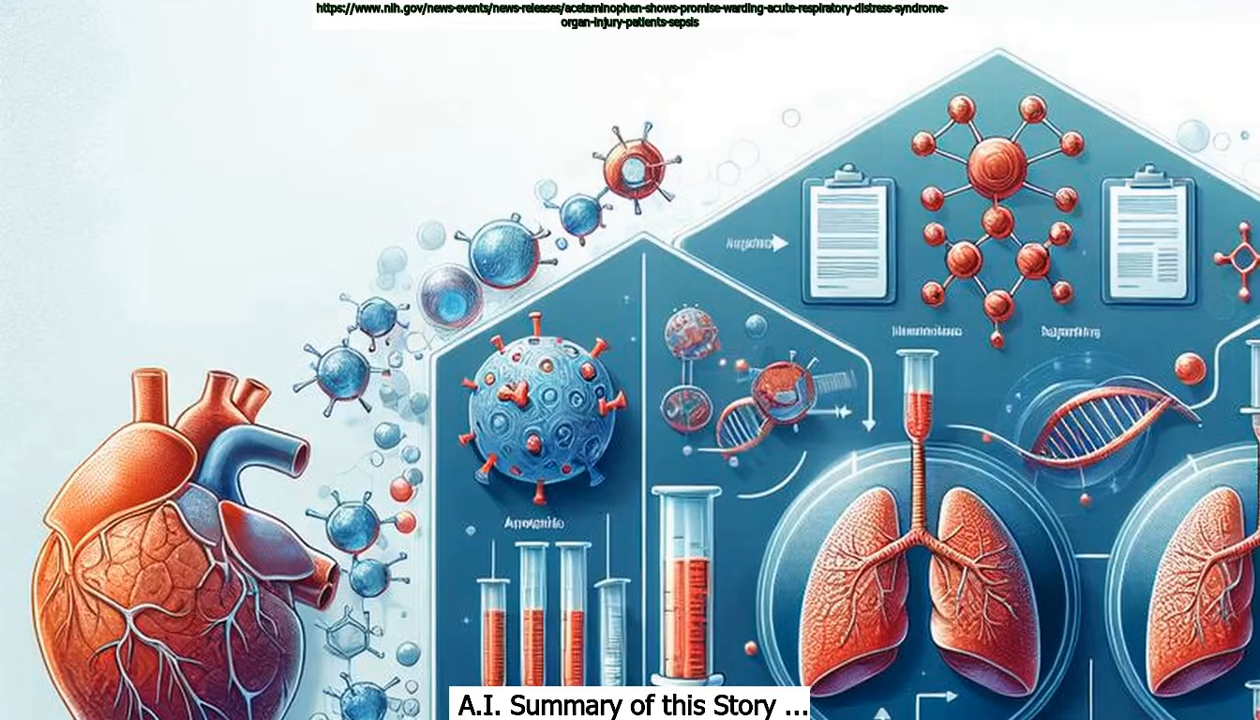 https://www.nih.gov/news-events/news-releases/acetaminophen-shows-promise-warding-acute-respiratory-distress-syndrome-
organ-injury-patients-sepsis
A.I. Summary of this Story ...